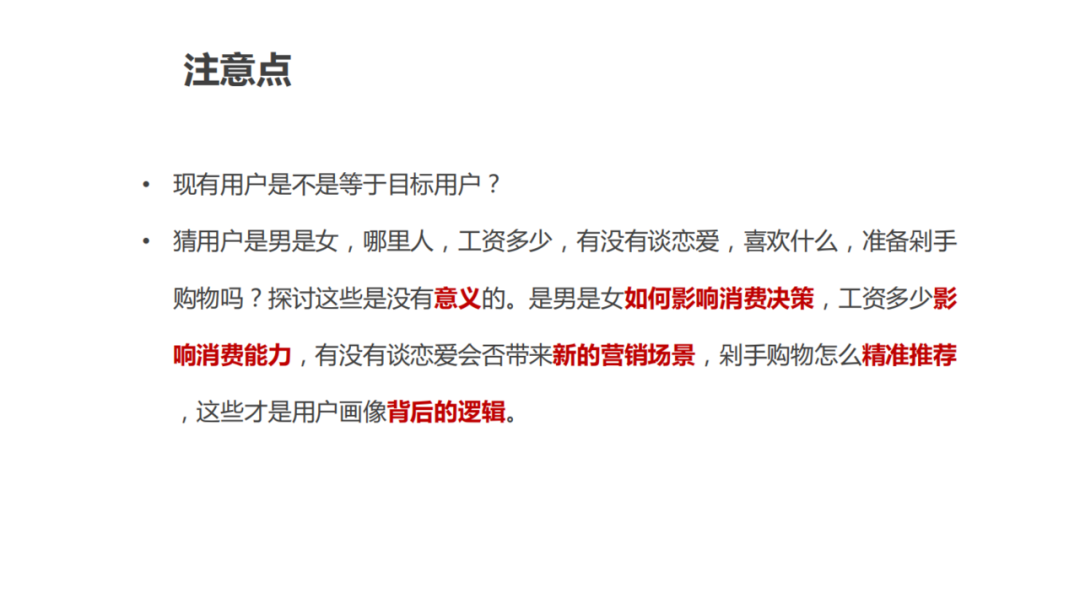 注意点
• 现有用户是不是等于目标用户？
• 猜用户是男是女，哪里人，工资多少，有没有谈恋爱，喜欢什么，准备剁手
购物吗？探讨这些是没有意义的。是男是女如何影响消费决策，工资多少影
响消费能力，有没有谈恋爱会否带来新的营销场景，剁手购物怎么精准推荐
，这些才是用户画像背后的逻辑。